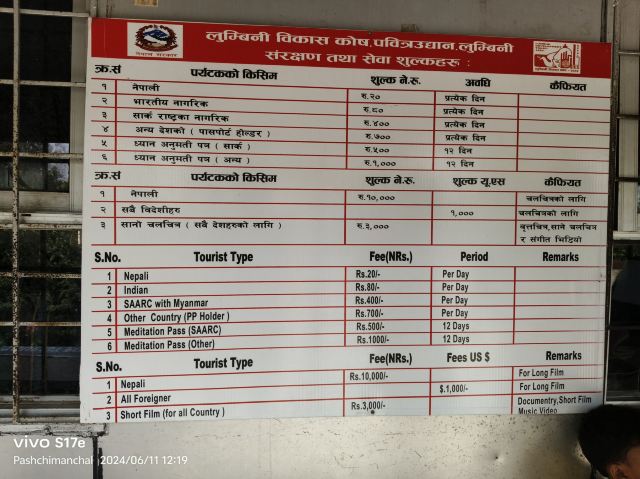 लुम्बिनी विकास कोष,पवित्रउद्यान,लुम्बिनी
संरक्षण तथा सेवा शुल्कहरू :
नेपाल सरकार
क्र.सं पर्यटकको किसिम शुल्क ने.रू. अवधि कैफियत
१ नेपाली रु.२० प्रत्येक दिन
२ भारतीय नागरिक रु.८० प्रत्येक दिन
३ सार्क राष्ट्रका नागरिक रु.४०० प्रत्येक दिन
४ अन्य देशको ( पासपोर्ट होल्डर ) रु.७०० प्रत्येक दिन
५ ध्यान अनुमती पत्र ( सार्क ) रु.५०० १२ दिन
६ ध्यान अनुमती पत्र ( अन्य ) रु.१,००० १२ दिन
क्र.सं पर्यटकको किसिम शुल्क ने.रू. शुल्क यू.एस कैफियत
१ नेपाली रु.१०,००० चलचित्रको लागि
२ सबै विदेशीहरु १,००० चलचित्रको लागि
३ सानो चलचित्र ( सबै देशहरुको लागि ) रु.३,००० बृत्तचित्र,साने चलचित्र
र संगीत भिडियो
S.No. Tourist Type Fee(NRs.) Period Remarks
1 Nepali Rs.20/- Per Day
2 Indian Rs.80/- Per Day
3 SAARC with Myanmar Rs.400/- Per Day
4 Other Country (PP Holder ) Rs.700/- Per Day
5 Meditation Pass (SAARC) Rs.500/- 12 Days
6 Meditation Pass (Other) Rs.1000/- 12 Days
S.No. Tourist Type Fee(NRs.) Fees US $ Remarks
1 Nepali Rs.10,000/- For Long Film
2 All Foreigner $.1,000/- For Long Film
3 Short Film (for all Country ) Rs.3,000/- Documentry,Short Film
Music Video
vivo S17e
Pashchimanchal 2024/06/11 12:19